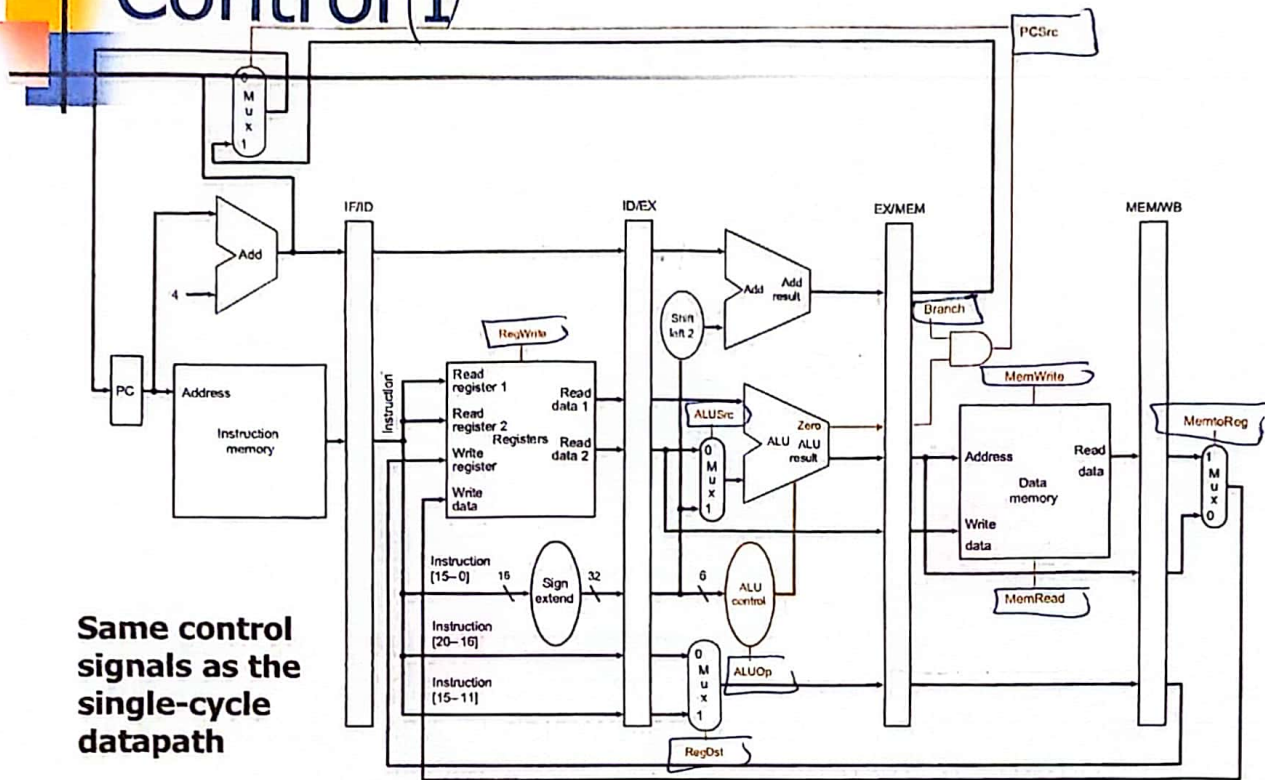 Control(1)
PCSrc
0
M
u
x
1
IF/ID
ID/EX
EX/MEM
MEM/WB
Add
4
Add
Add
result
Shift
left 2
Branch
RegWrite
MemWrite
PC
Address
Instruction
memory
Instruction
Read
register 1
Read
register 2
Write
register
Write
data
Registers
Read
data 1
Read
data 2
ALUSrc
0
M
u
x
1
Zero
ALU
ALU
result
Address
Read
data
Data
memory
Write
data
MemtoReg
1
M
u
x
0
Instruction
[15–0]
16
Sign
extend
32
6
ALU
control
MemRead
Instruction
[20–16]
Instruction
[15–11]
0
M
u
x
1
ALUOp
RegDst
Same control
signals as the
single-cycle
datapath